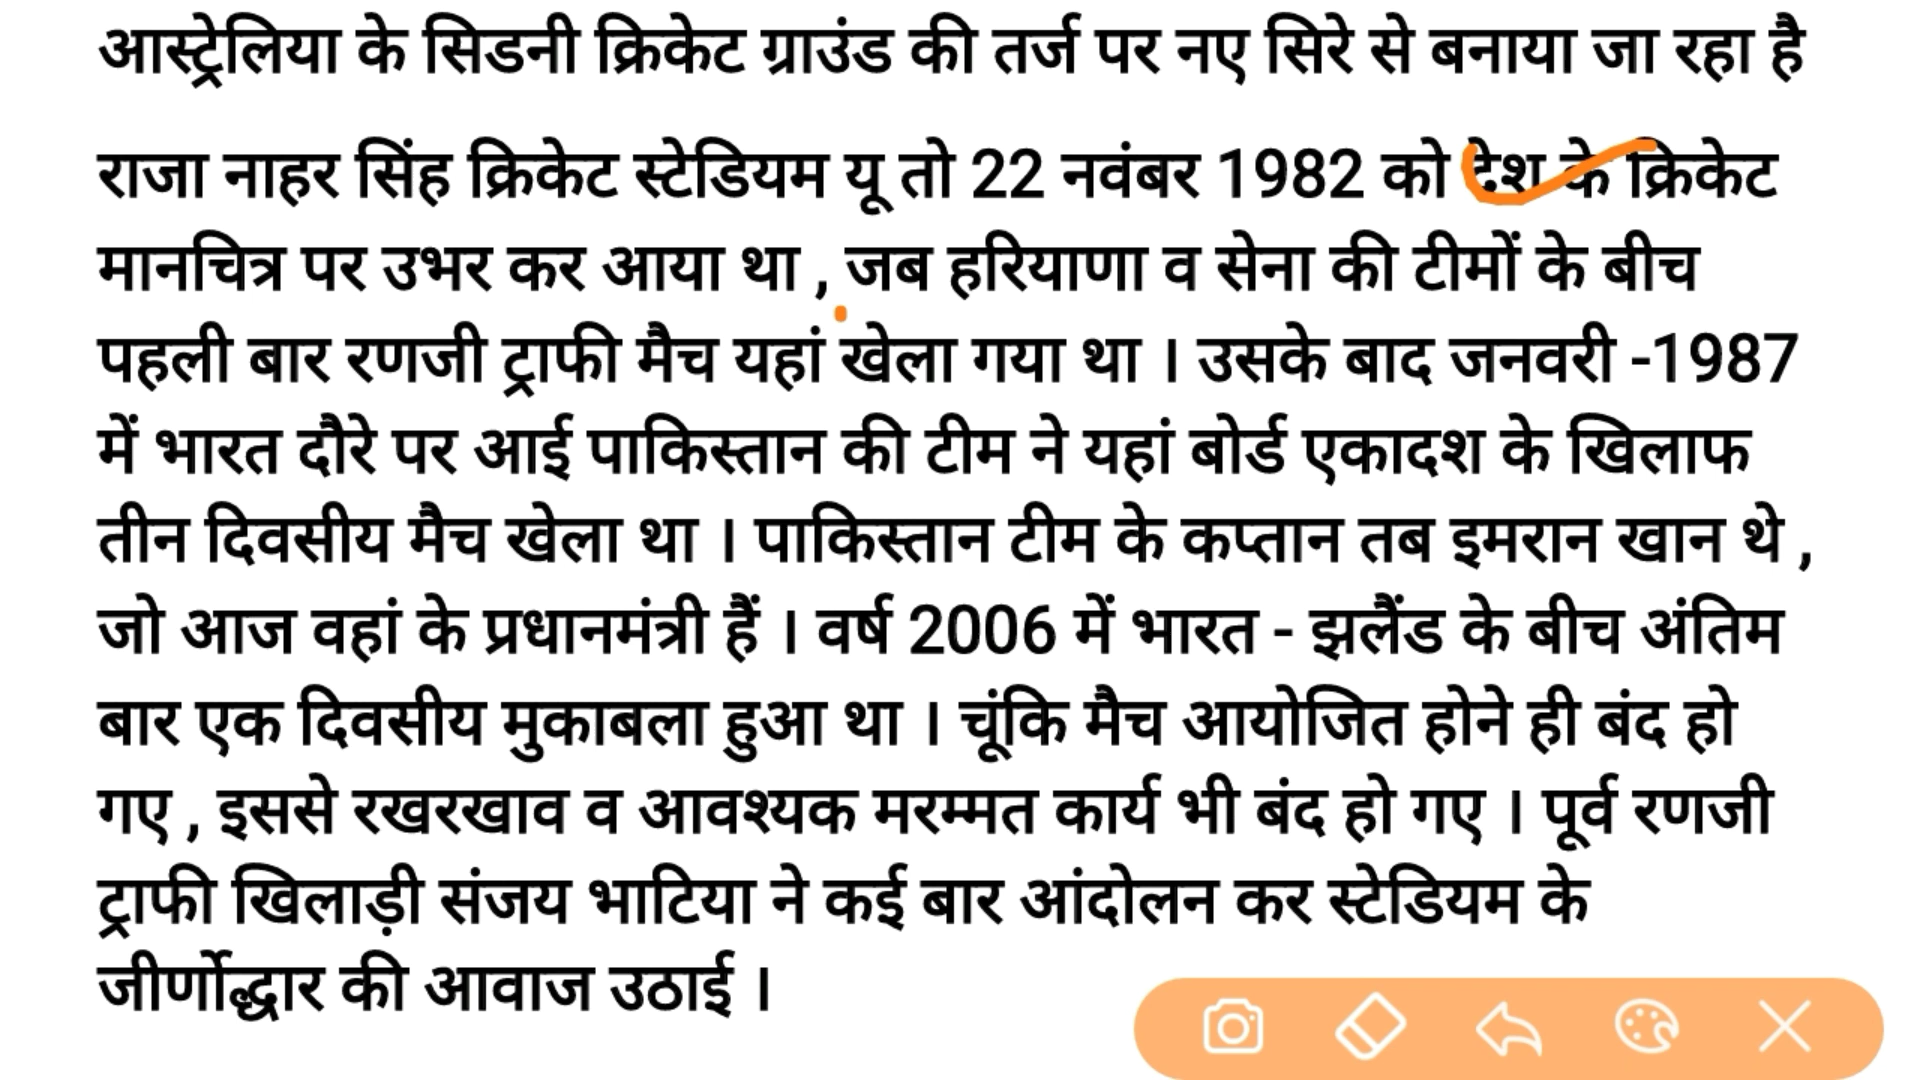 आस्ट्रेलिया के सिडनी क्रिकेट ग्राउंड की तर्ज पर नए सिरे से बनाया जा रहा है
राजा नाहर सिंह क्रिकेट स्टेडियम यू तो 22 नवंबर 1982 को देश के क्रिकेट
मानचित्र पर उभर कर आया था , जब हरियाणा व सेना की टीमों के बीच
पहली बार रणजी ट्राफी मैच यहां खेला गया था । उसके बाद जनवरी -1987
में भारत दौरे पर आई पाकिस्तान की टीम ने यहां बोर्ड एकादश के खिलाफ
तीन दिवसीय मैच खेला था । पाकिस्तान टीम के कप्तान तब इमरान खान थे ,
जो आज वहां के प्रधानमंत्री हैं । वर्ष 2006 में भारत - झलैंड के बीच अंतिम
बार एक दिवसीय मुकाबला हुआ था । चूंकि मैच आयोजित होने ही बंद हो
गए , इससे रखरखाव व आवश्यक मरम्मत कार्य भी बंद हो गए । पूर्व रणजी
ट्राफी खिलाड़ी संजय भाटिया ने कई बार आंदोलन कर स्टेडियम के
जीर्णोद्धार की आवाज उठाई ।